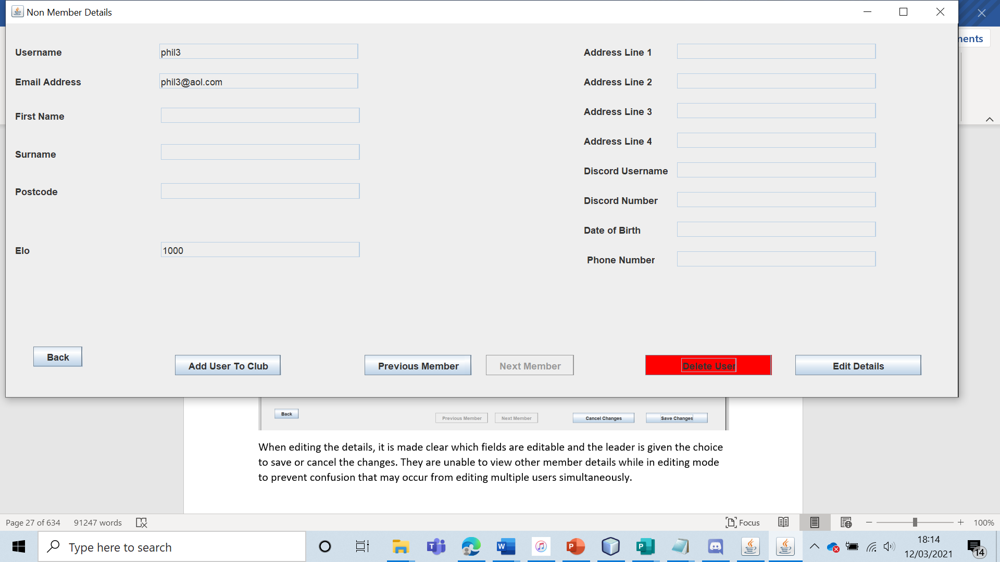 Non Member Details
ments
Username phil3
Email Address phil3@aol.com
First Name
Surname
Postcode
Elo 1000
Address Line 1
Address Line 2
Address Line 3
Address Line 4
Discord Username
Discord Number
Date of Birth
Phone Number
Back
Add User To Club
Previous Member
Next Member
Delete User
Edit Details
Back
Previous Member
Next Member
Cancel Changes
Save Changes
When editing the details, it is made clear which fields are editable and the leader is given the choice
to save or cancel the changes. They are unable to view other member details while in editing mode
to prevent confusion that may occur from editing multiple users simultaneously.
Page 27 of 634 91247 words
Focus
100%
Type here to search
18:14
12/03/2021
14